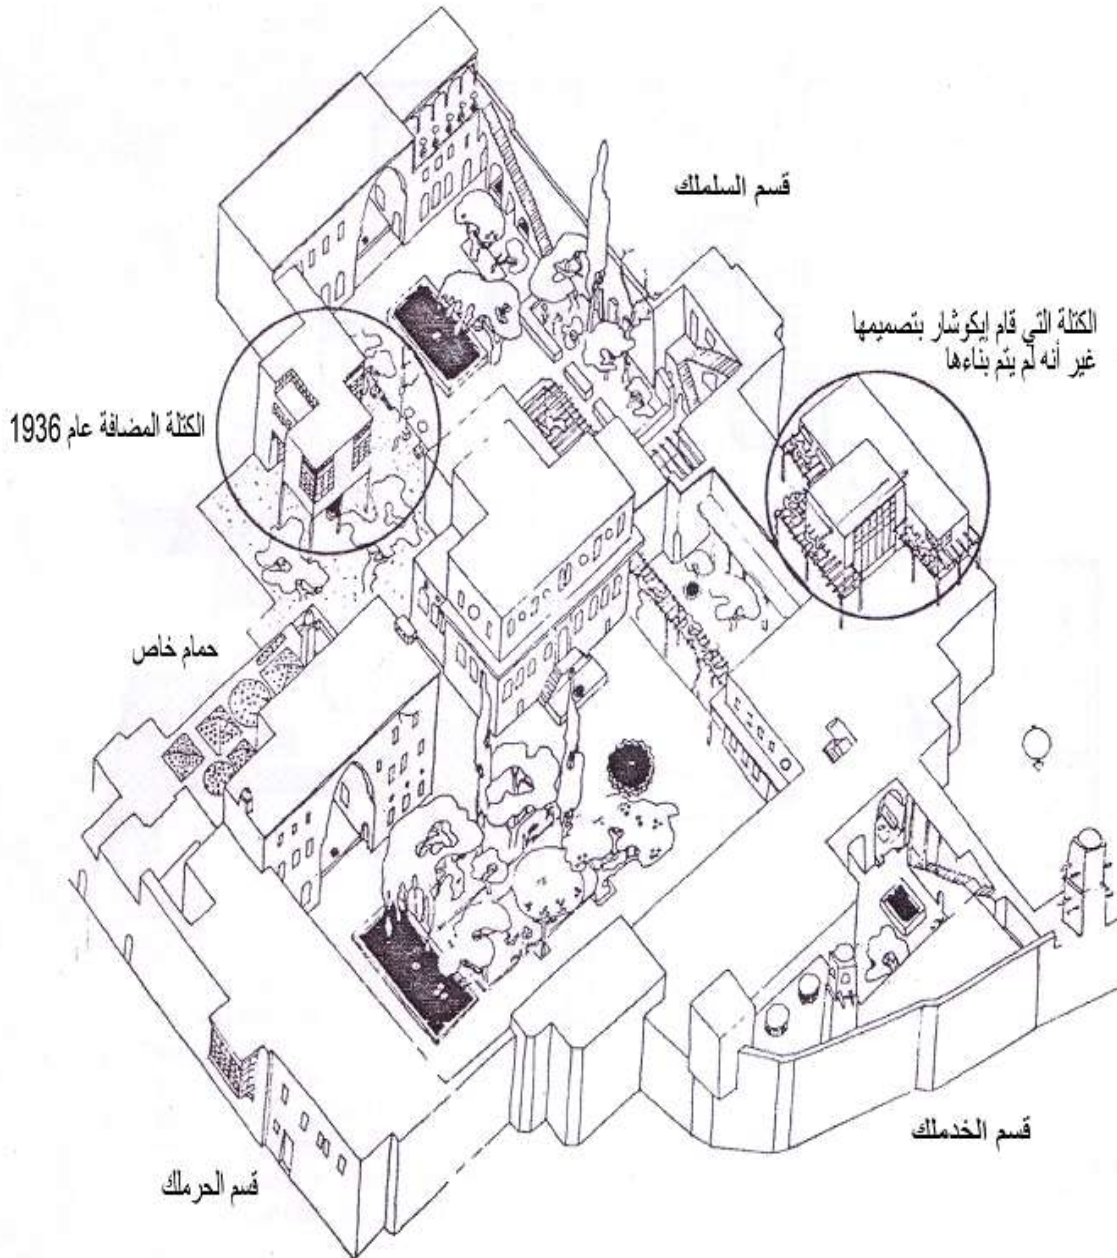 قسم السلملك
الكتلة التي قام إيكوشار بتصميمها
غير أنه لم يتم بناءها
الكتلة المضافة عام 1936
حمام خاص
قسم الخدملك
قسم الحرملك